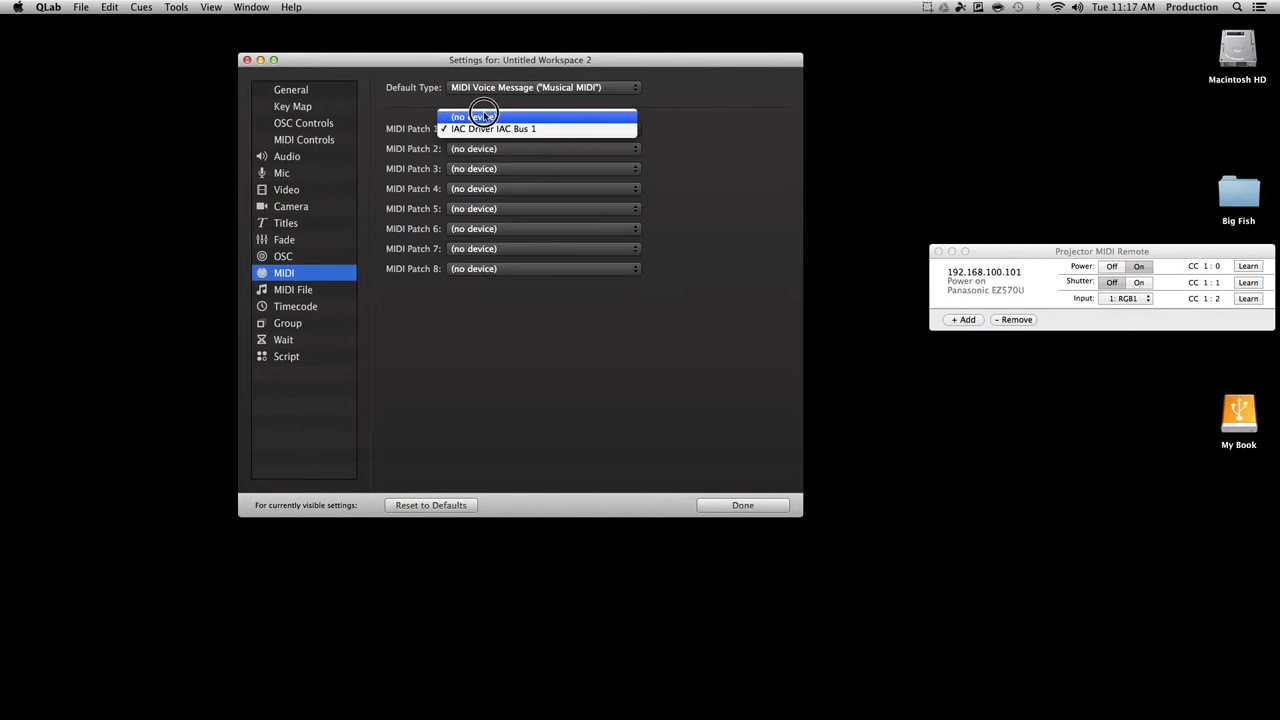 QLab File Edit Cues Tools View Window Help Tue 11:17 AM Production
Settings for: Untitled Workspace 2
General
Key Map
OSC Controls
MIDI Controls
Audio
Mic
Video
Camera
Titles
Fade
OSC
MIDI
MIDI File
Timecode
Group
Wait
Script
Default Type: MIDI Voice Message ("Musical MIDI")
(no device)
MIDI Patch 1 ✓ IAC Driver IAC Bus 1
MIDI Patch 2: (no device)
MIDI Patch 3: (no device)
MIDI Patch 4: (no device)
MIDI Patch 5: (no device)
MIDI Patch 6: (no device)
MIDI Patch 7: (no device)
MIDI Patch 8: (no device)
For currently visible settings: Reset to Defaults Done
Projector MIDI Remote
192.168.100.101
Power on
Panasonic EZ570U
Power: Off On CC 1 : 0 Learn
Shutter: Off On CC 1 : 1 Learn
Input: 1: RGB1 CC 1 : 2 Learn
+ Add - Remove
Macintosh HD
Big Fish
My Book